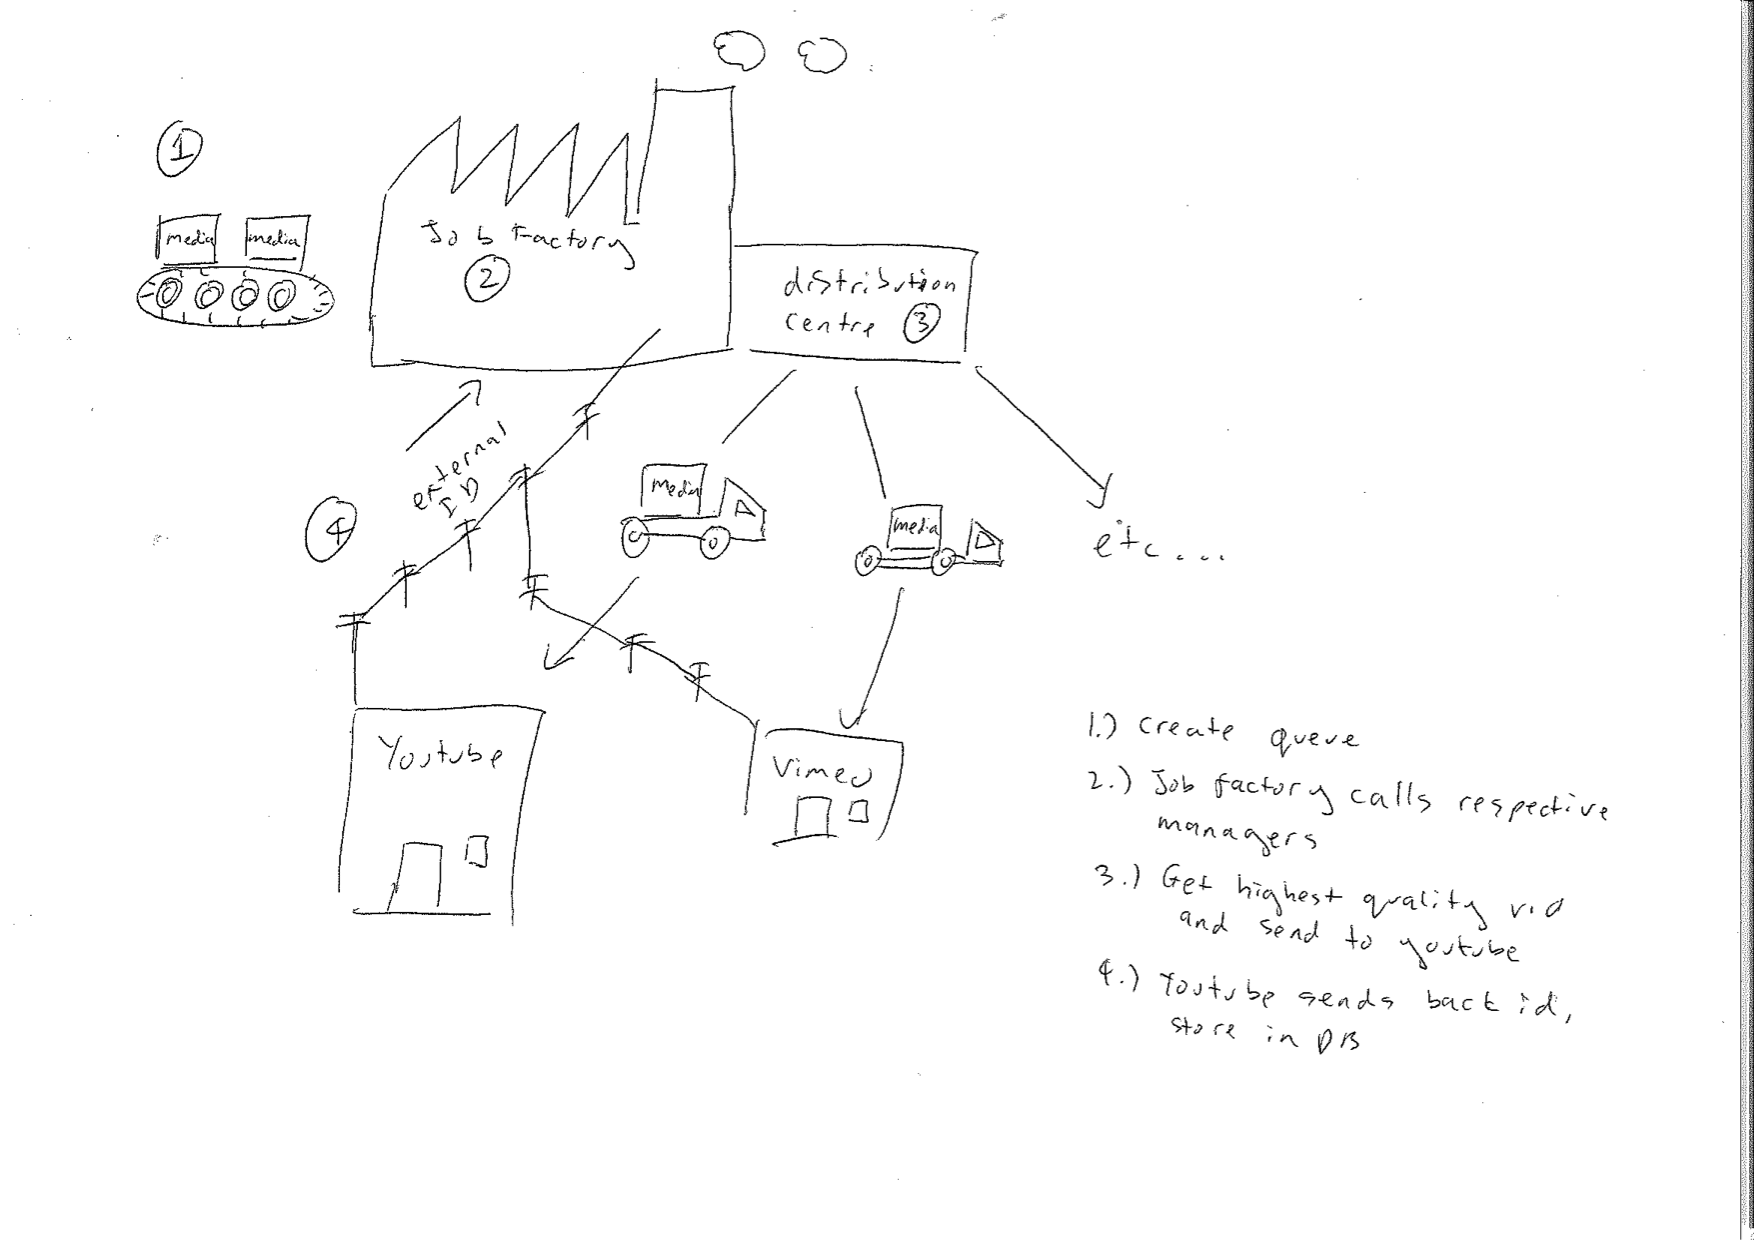 1
media media
Job Factory
2
distribution
centre 3
external
ID
4
media
media
etc...
Youtube
Vimeo
1.) Create queue
2.) Job factory calls respective
managers
3.) Get highest quality vid
and send to youtube
4.) Youtube sends back id,
store in DB